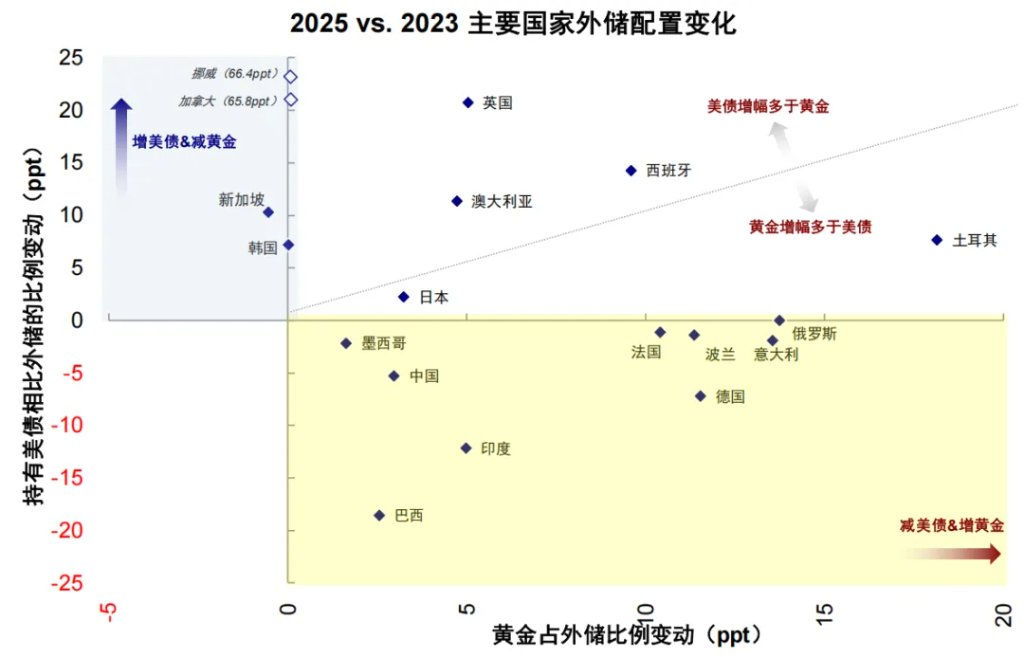 2025 vs. 2023 主要国家外储配置变化
持有美债相比外储的比例变动（ppt）
25
20
15
10
5
0
-5
-10
-15
-20
-25
挪威（66.4ppt）
加拿大（65.8ppt）
增美债&减黄金
英国
美债增幅多于黄金
西班牙
新加坡
澳大利亚
黄金增幅多于美债
韩国
土耳其
日本
墨西哥
俄罗斯
法国
波兰
意大利
中国
德国
印度
巴西
减美债&增黄金
-5
0
5
10
15
20
黄金占外储比例变动（ppt）